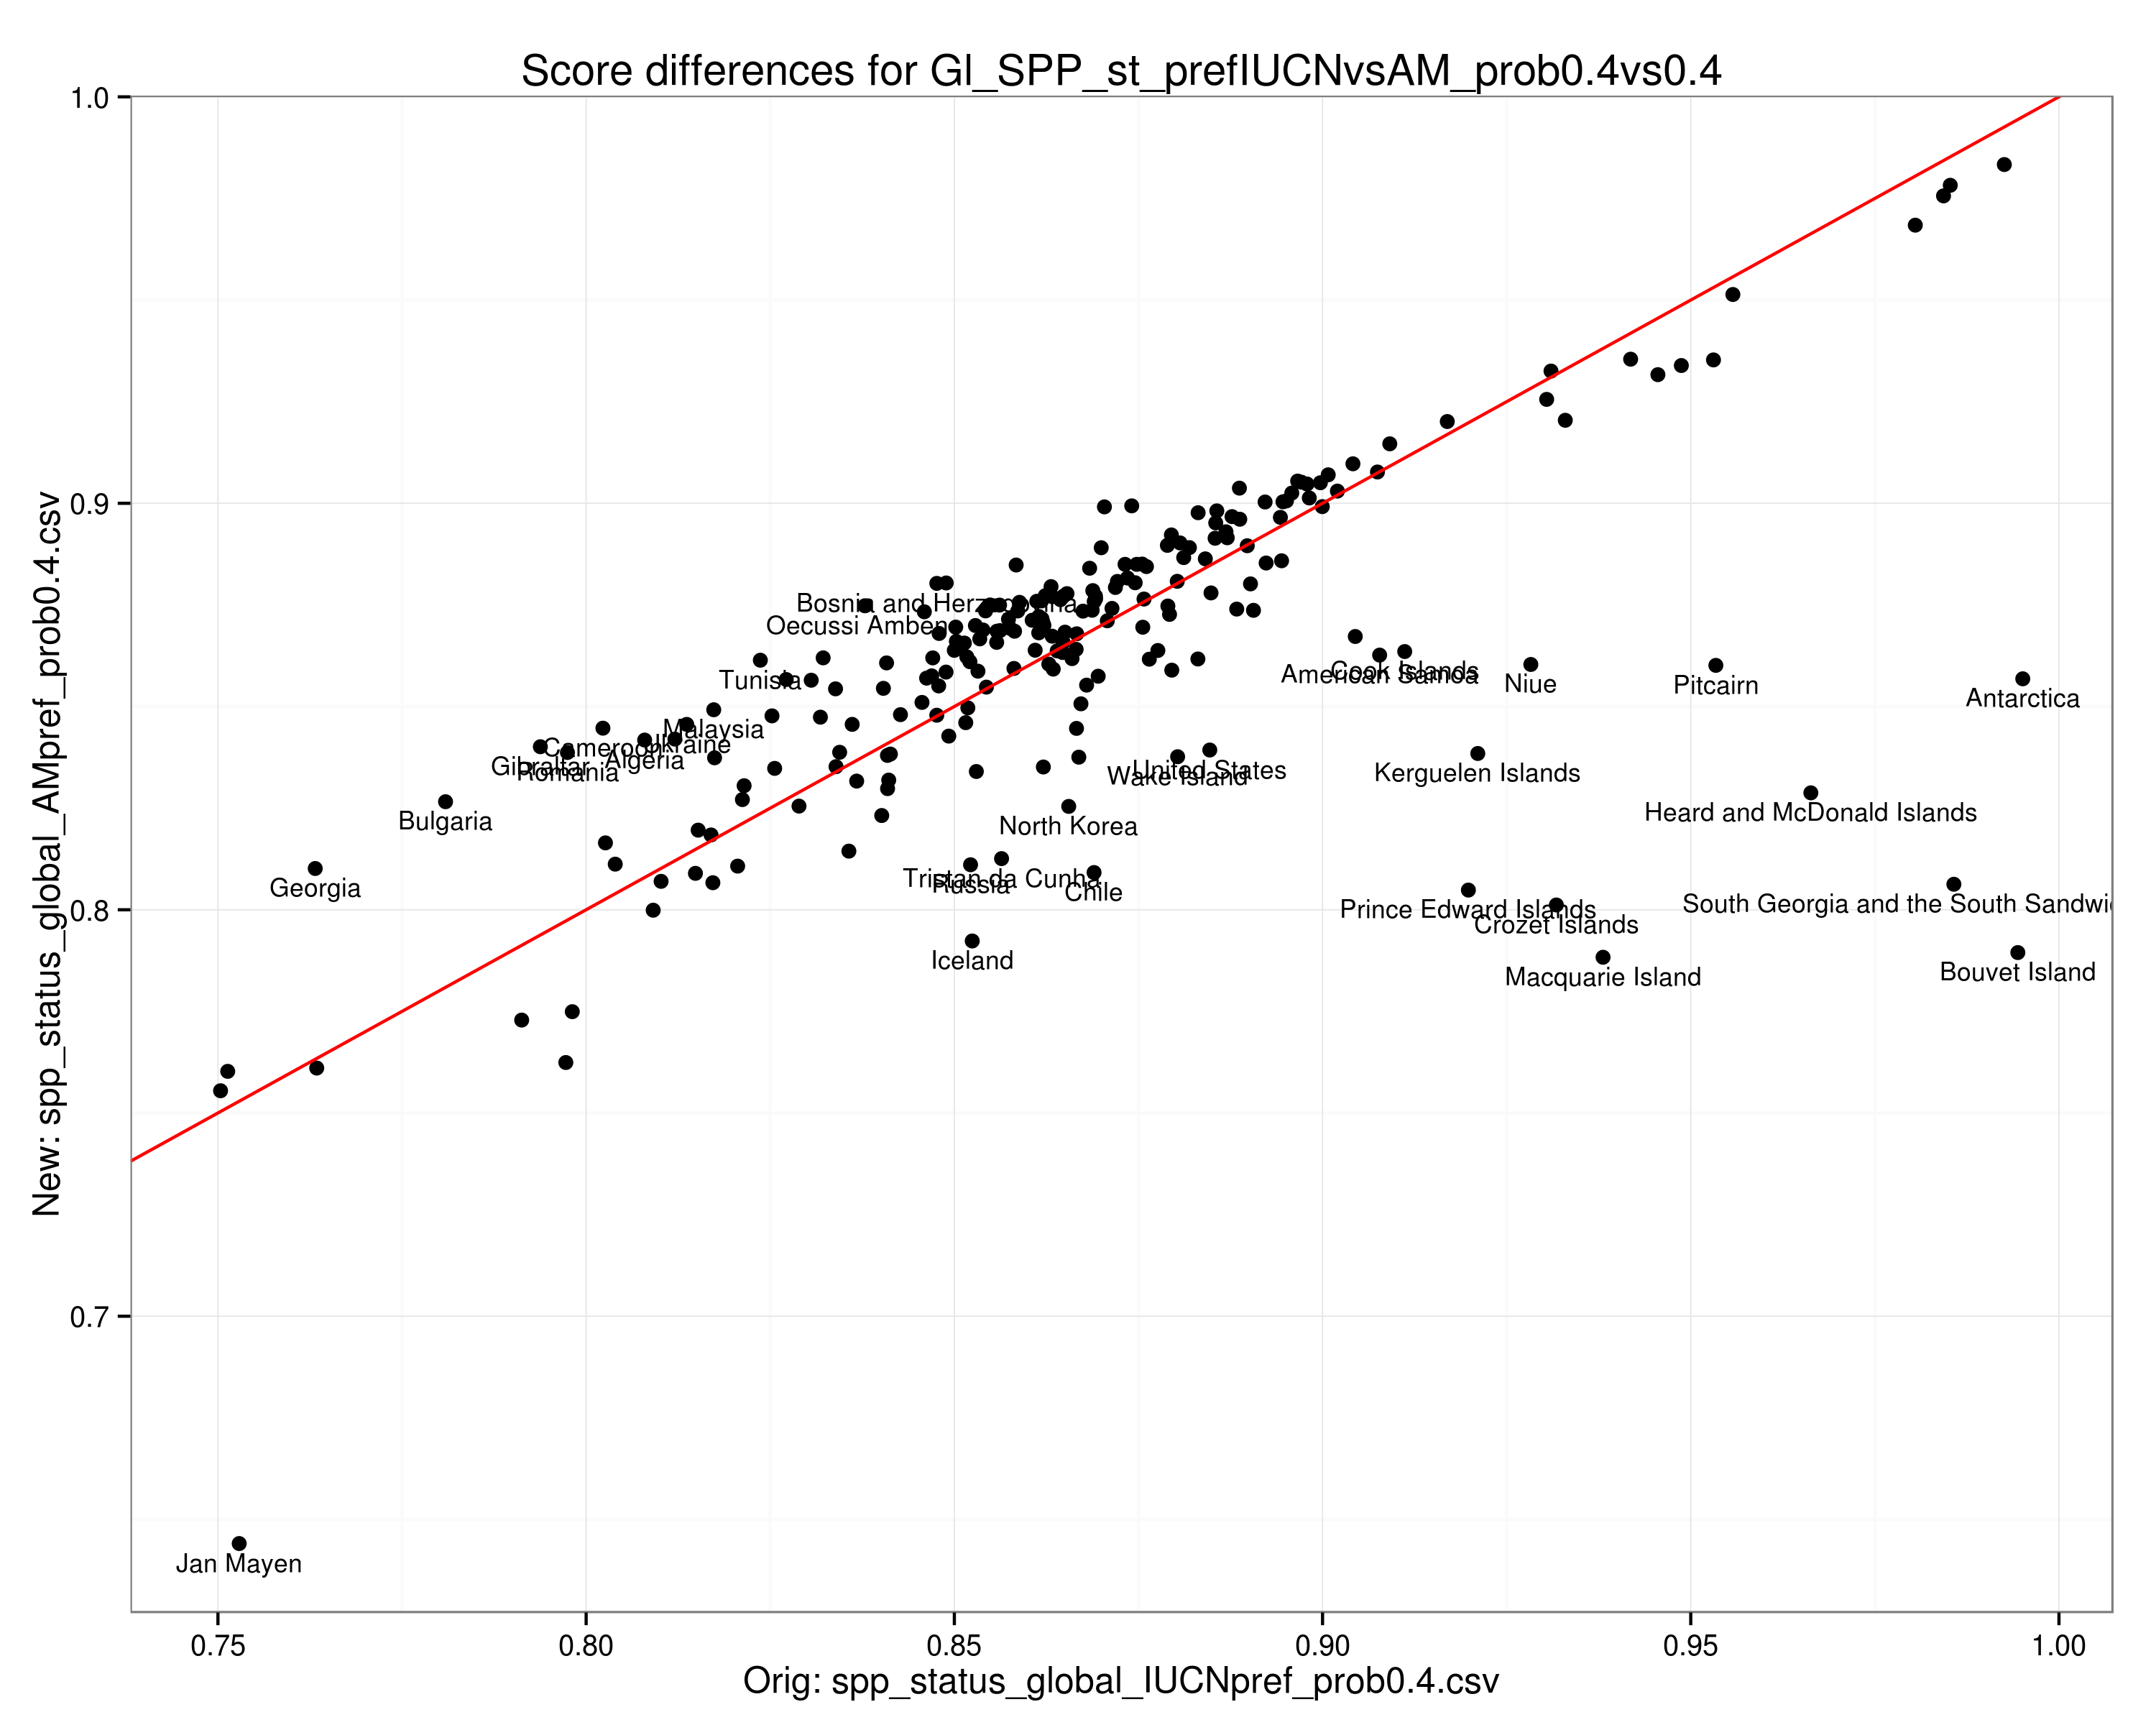 Score differences for GI_SPP_st_prefIUCNvsAM_prob0.4vs0.4
New: spp_status_global_AMpref_prob0.4.csv
1.0
0.9
0.8
0.7
Bosnia and Herzegovina
Oecussi Ambeno
Tunisia
Cook Islands
American Samoa
Niue
Pitcairn
Antarctica
Malaysia
Ukraine
Cameroon
Algeria
Gibraltar
Romania
United States
Wake Island
Kerguelen Islands
Heard and McDonald Islands
Bulgaria
North Korea
Georgia
Tristan da Cunha
Russia
Chile
South Georgia and the South Sandwi
Prince Edward Islands
Crozet Islands
Iceland
Macquarie Island
Bouvet Island
Jan Mayen
0.75
0.80
0.85
0.90
0.95
1.00
Orig: spp_status_global_IUCNpref_prob0.4.csv